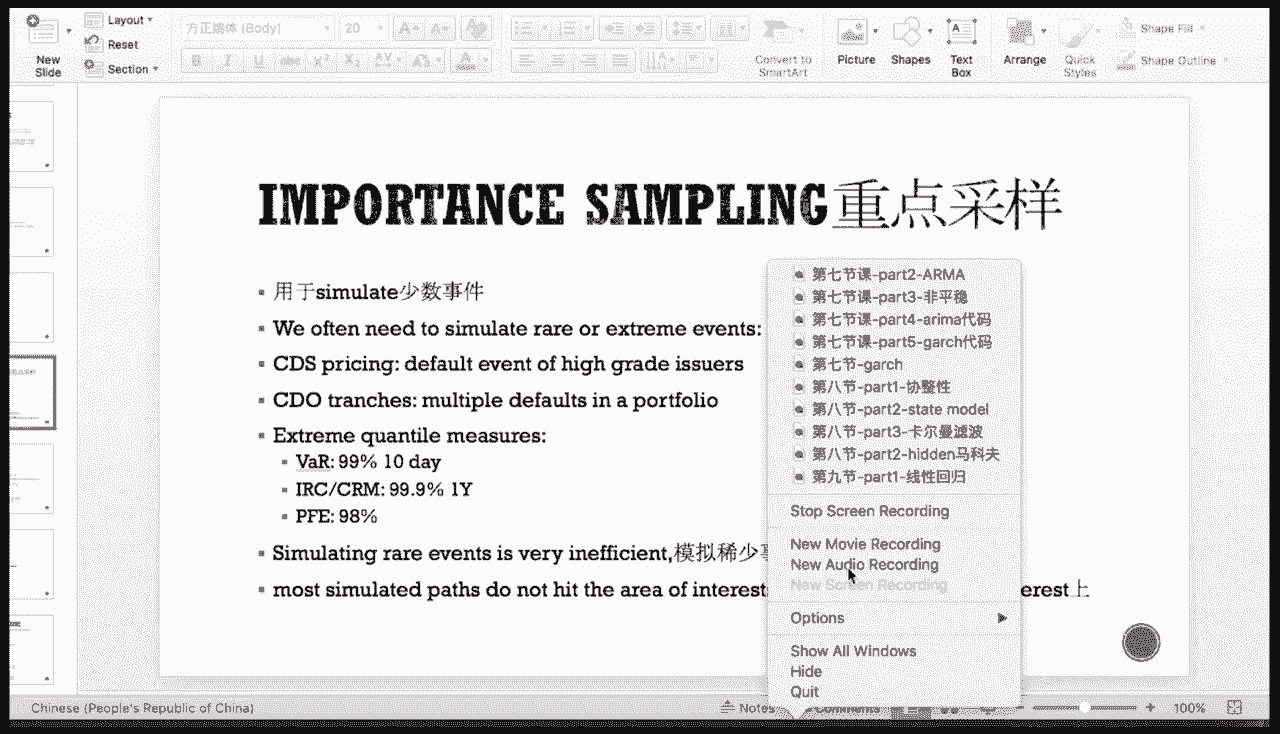 Layout
Reset
Section
New
Slide
方正姚体 (Body)
20
Convert to
SmartArt
Picture
Shapes
Text
Box
Arrange
Quick
Styles
Shape Fill
Shape Outline
IMPORTANCE SAMPLING重点采样
用于simulate少数事件
We often need to simulate rare or extreme events:
CDS pricing: default event of high grade issuers
CDO tranches: multiple defaults in a portfolio
Extreme quantile measures:
VaR: 99% 10 day
IRC/CRM: 99.9% 1Y
PFE: 98%
Simulating rare events is very inefficient,模拟稀少
most simulated paths do not hit the area of interest
erest上
第七节课-part2-ARMA
第七节课-part3-非平稳
第七节课-part4-arima代码
第七节课-part5-garch代码
第七节-garch
第八节-part1-协整性
第八节-part2-state model
第八节-part3-卡尔曼滤波
第八节-part2-hidden马科夫
第九节-part1-线性回归
Stop Screen Recording
New Movie Recording
New Audio Recording
New Screen Recording
Options
Show All Windows
Hide
Quit
Chinese (People's Republic of China)
Notes
Comments
100%